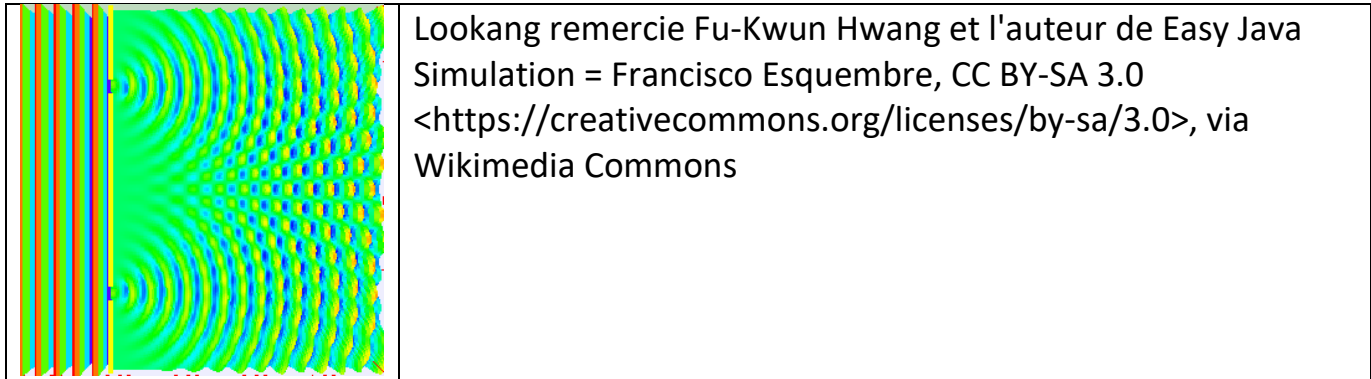 Lookang remercie Fu-Kwun Hwang et l'auteur de Easy Java
Simulation = Francisco Esquembre, CC BY-SA 3.0
<https://creativecommons.org/licenses/by-sa/3.0>, via
Wikimedia Commons